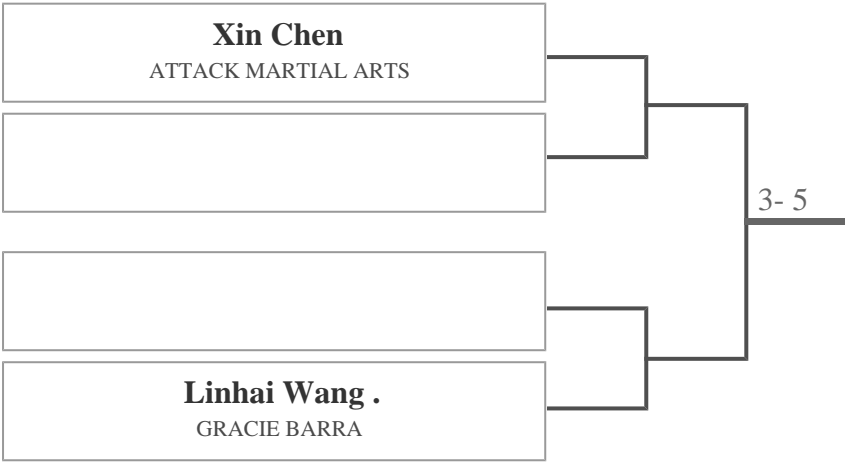 Xin Chen
ATTACK MARTIAL ARTS
3- 5
Linhai Wang .
GRACIE BARRA